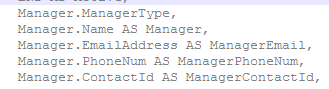 Manager.ManagerType,
Manager.Name AS Manager,
Manager.EmailAddress AS ManagerEmail,
Manager.PhoneNum AS ManagerPhoneNum,
Manager.ContactId AS ManagerContactId,